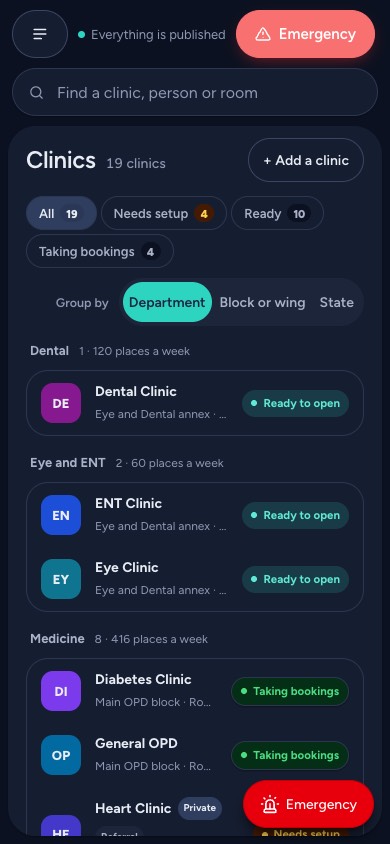 Everything is published
Emergency
Find a clinic, person or room
Clinics 19 clinics
+ Add a clinic
All 19
Needs setup 4
Ready 10
Taking bookings 4
Group by Department Block or wing State
Dental 1 · 120 places a week
DE
Dental Clinic
Eye and Dental annex · ...
Ready to open
Eye and ENT 2 · 60 places a week
EN
ENT Clinic
Eye and Dental annex · ...
Ready to open
EY
Eye Clinic
Eye and Dental annex · ...
Ready to open
Medicine 8 · 416 places a week
DI
Diabetes Clinic
Main OPD block · Ro...
Taking bookings
OP
General OPD
Main OPD block · Ro...
Taking bookings
HE
Heart Clinic Private
Referral
Emergency
Needs setup